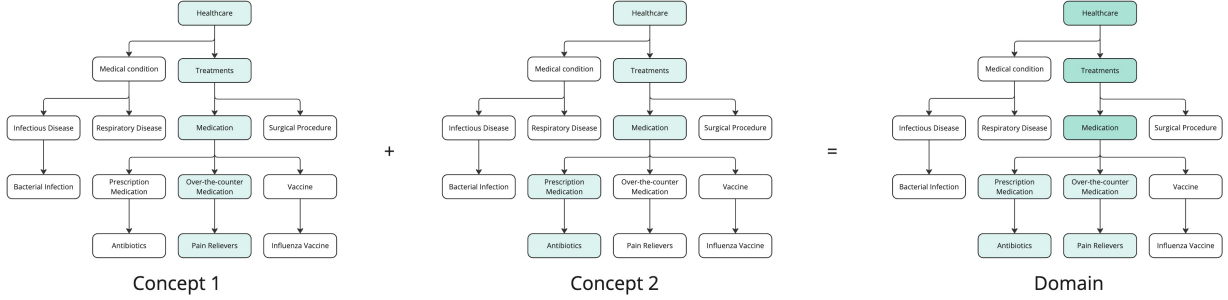 Healthcare
Medical condition
Treatments
Infectious Disease
Respiratory Disease
Medication
Surgical Procedure
Bacterial Infection
Prescription
Medication
Over-the-counter
Medication
Vaccine
Antibiotics
Pain Relievers
Influenza Vaccine
Concept 1
+
Healthcare
Medical condition
Treatments
Infectious Disease
Respiratory Disease
Medication
Surgical Procedure
Bacterial Infection
Prescription
Medication
Over-the-counter
Medication
Vaccine
Antibiotics
Pain Relievers
Influenza Vaccine
Concept 2
=
Healthcare
Medical condition
Treatments
Infectious Disease
Respiratory Disease
Medication
Surgical Procedure
Bacterial Infection
Prescription
Medication
Over-the-counter
Medication
Vaccine
Antibiotics
Pain Relievers
Influenza Vaccine
Domain